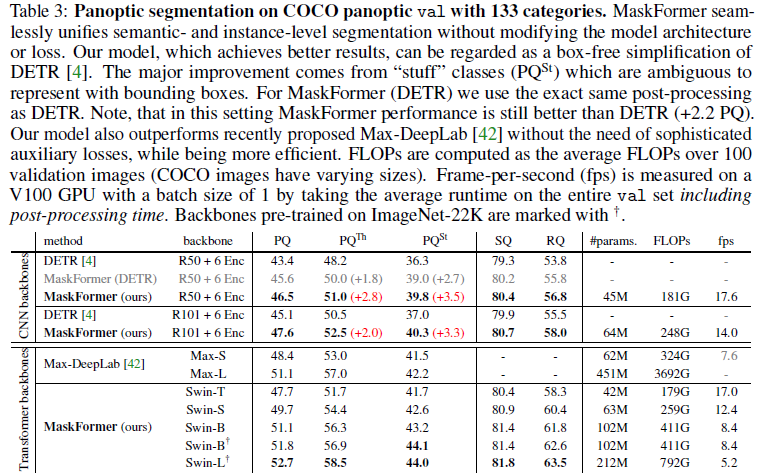 Table 3: Panoptic segmentation on COCO panoptic val with 133 categories. MaskFormer seam-
lessly unifies semantic- and instance-level segmentation without modifying the model architecture
or loss. Our model, which achieves better results, can be regarded as a box-free simplification of
DETR [4]. The major improvement comes from “stuff” classes (PQSt) which are ambiguous to
represent with bounding boxes. For MaskFormer (DETR) we use the exact same post-processing
as DETR. Note, that in this setting MaskFormer performance is still better than DETR (+2.2 PQ).
Our model also outperforms recently proposed Max-DeepLab [42] without the need of sophisticated
auxiliary losses, while being more efficient. FLOPs are computed as the average FLOPs over 100
validation images (COCO images have varying sizes). Frame-per-second (fps) is measured on a
V100 GPU with a batch size of 1 by taking the average runtime on the entire val set including
post-processing time. Backbones pre-trained on ImageNet-22K are marked with †.
method backbone PQ PQTh PQSt SQ RQ #params. FLOPs fps
CNN backbones
DETR [4] R50 + 6 Enc 43.4 48.2 36.3 79.3 53.8 - - -
MaskFormer (DETR) R50 + 6 Enc 45.6 50.0 (+1.8) 39.0 (+2.7) 80.2 55.8 - - -
MaskFormer (ours) R50 + 6 Enc 46.5 51.0 (+2.8) 39.8 (+3.5) 80.4 56.8 45M 181G 17.6
DETR [4] R101 + 6 Enc 45.1 50.5 37.0 79.9 55.5 - - -
MaskFormer (ours) R101 + 6 Enc 47.6 52.5 (+2.0) 40.3 (+3.3) 80.7 58.0 64M 248G 14.0
Transformer backbones
Max-DeepLab [42]
Max-S 48.4 53.0 41.5 - - 62M 324G 7.6
Max-L 51.1 57.0 42.2 - - 451M 3692G -
MaskFormer (ours)
Swin-T 47.7 51.7 41.7 80.4 58.3 42M 179G 17.0
Swin-S 49.7 54.4 42.6 80.9 60.4 63M 259G 12.4
Swin-B 51.1 56.3 43.2 81.4 61.8 102M 411G 8.4
Swin-B† 51.8 56.9 44.1 81.4 62.6 102M 411G 8.4
Swin-L† 52.7 58.5 44.0 81.8 63.5 212M 792G 5.2